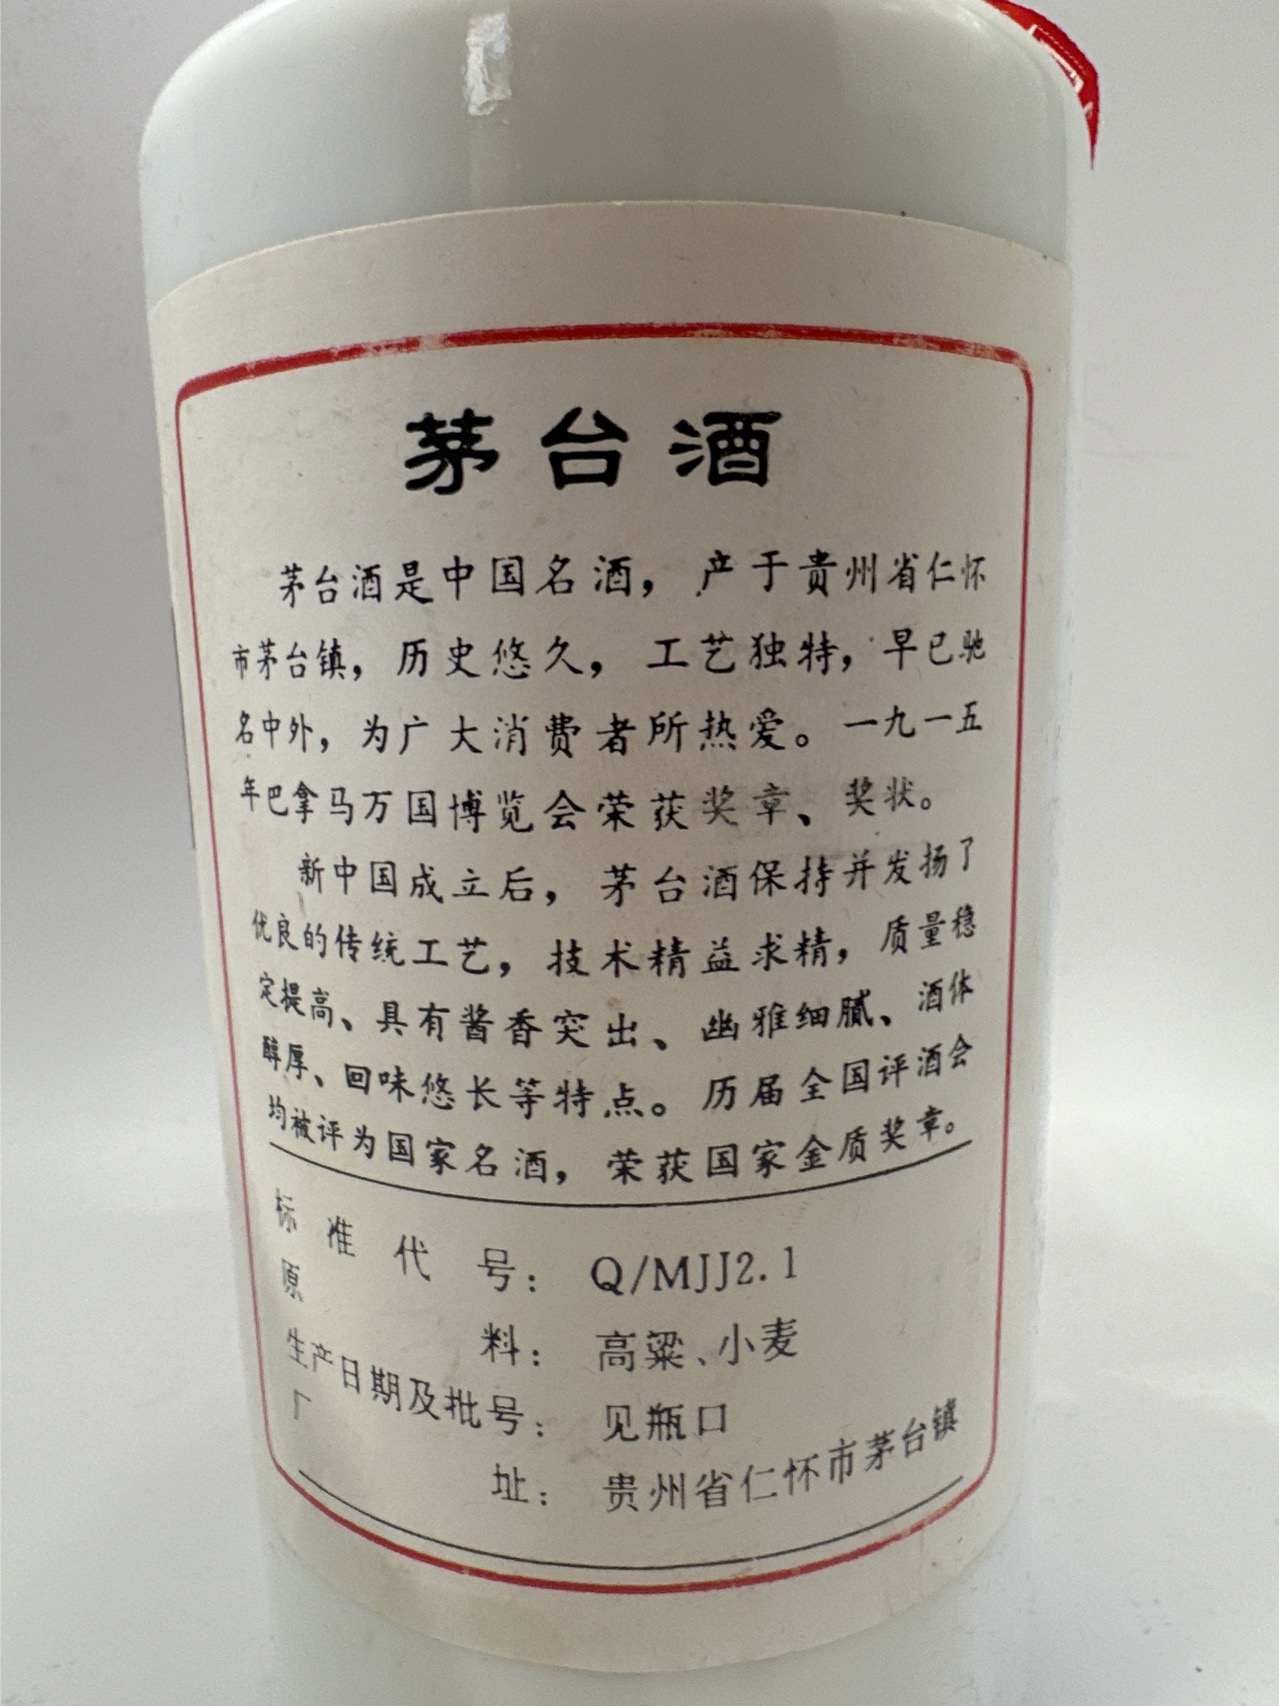 茅台酒
茅台酒是中国名酒，产于贵州省仁怀
市茅台镇，历史悠久，工艺独特，早已驰
名中外，为广大消费者所热爱。一九一五
年巴拿马万国博览会荣获奖章、奖状。
新中国成立后，茅台酒保持并发扬了
优良的传统工艺，技术精益求精，质量稳
定提高、具有酱香突出、幽雅细腻、酒体
醇厚、回味悠长等特点。历届全国评酒会
均被评为国家名酒，荣获国家金质奖章。
标准代号：Q/MJJ2.1
原料：高粱、小麦
生产日期及批号：见瓶口
厂址：贵州省仁怀市茅台镇